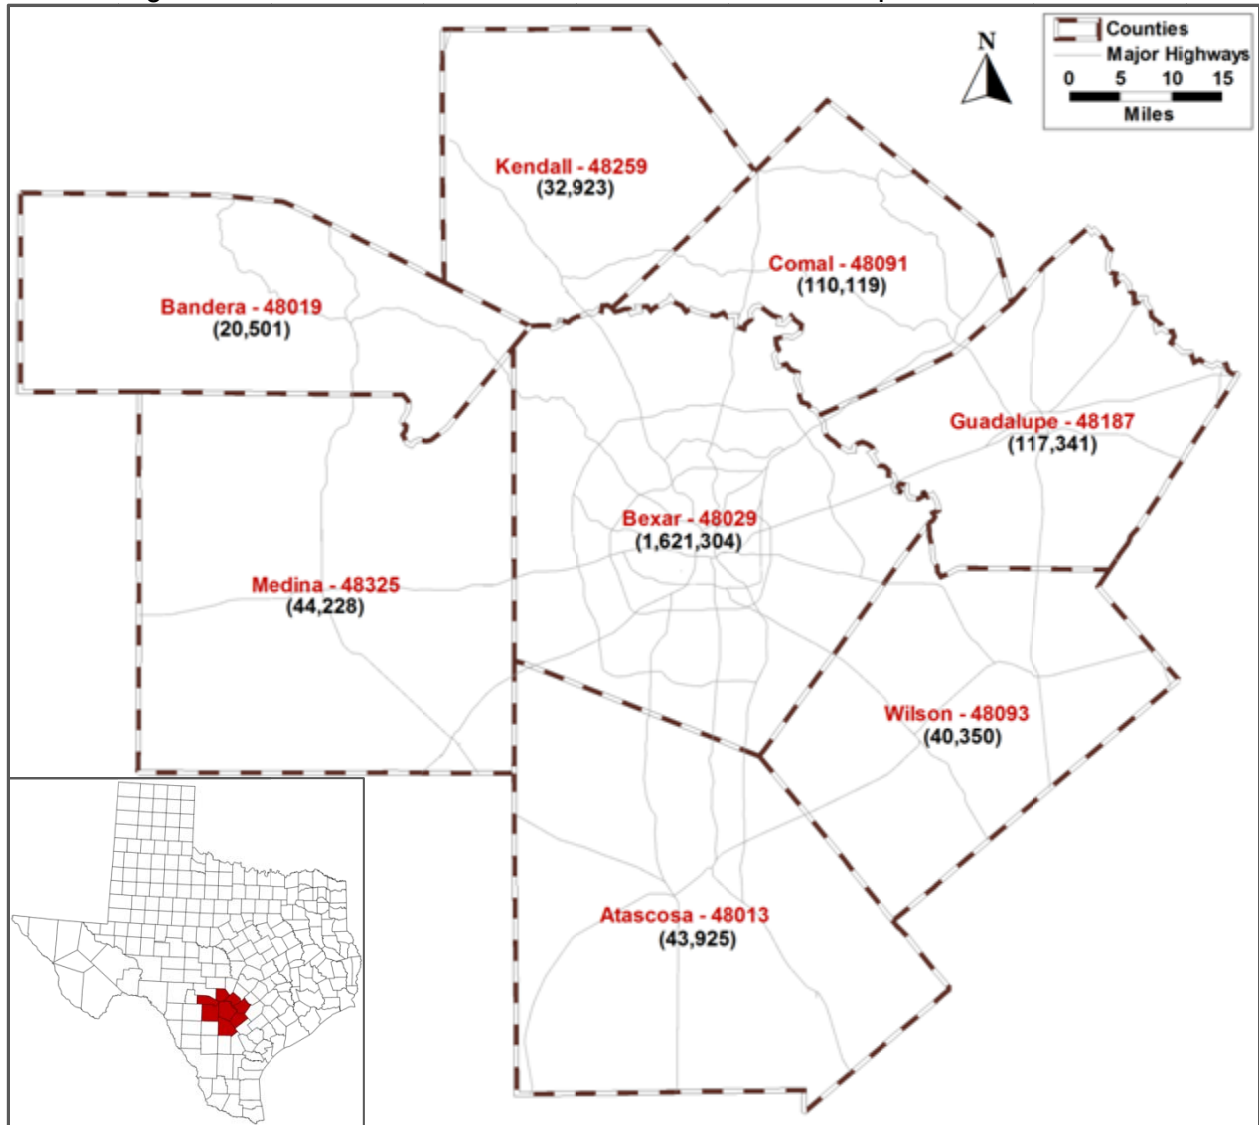 Counties
Major Highways
0 5 10 15
Miles
N
Kendall - 48259
(32,923)
Comal - 48091
(110,119)
Bandera - 48019
(20,501)
Guadalupe - 48187
(117,341)
Bexar - 48029
(1,621,304)
Medina - 48325
(44,228)
Wilson - 48093
(40,350)
Atascosa - 48013
(43,925)